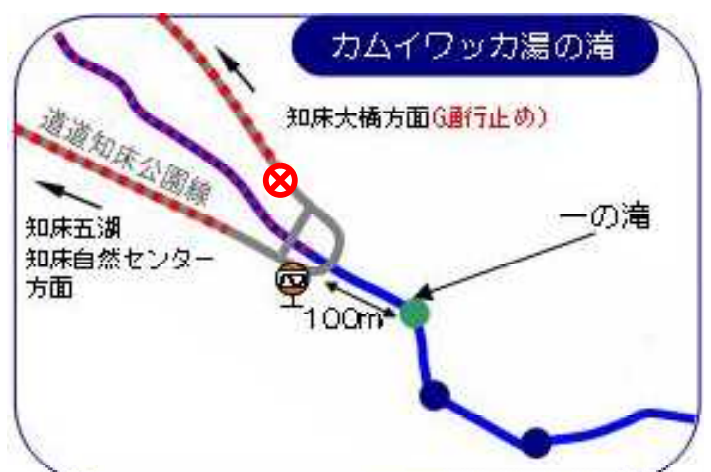 カムイワッカ湯の滝
知床大橋方面(通行止め)
道道知床公園線
知床五湖
知床自然センター
方面
一の滝
100m